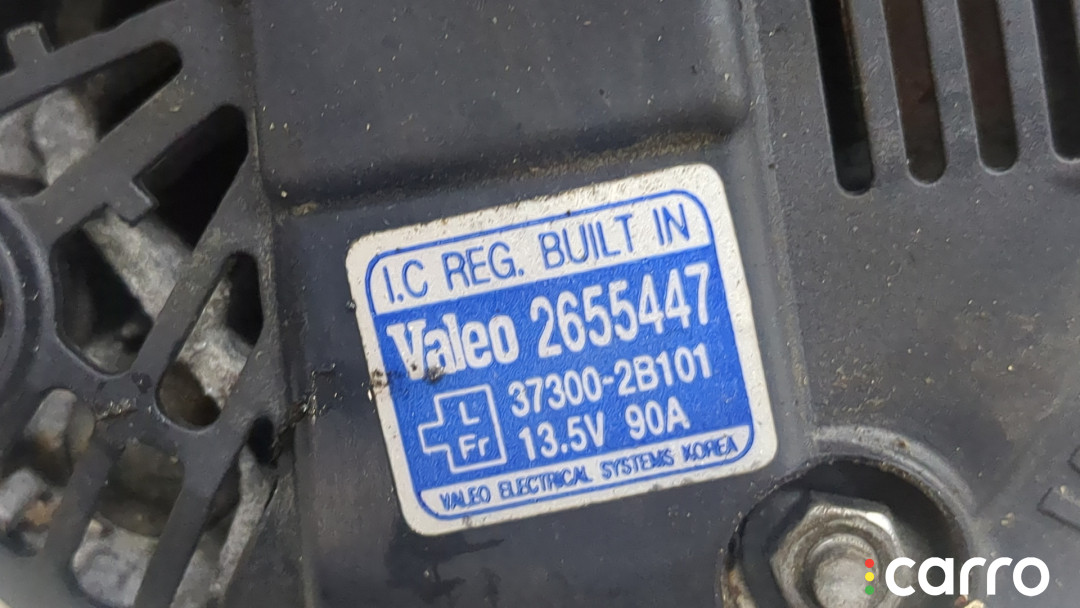 I.C REG. BUILT IN
Valeo 2655447
L 37300-2B101
Fr 13.5V 90A
VALEO ELECTRICAL SYSTEMS KOREA
carro